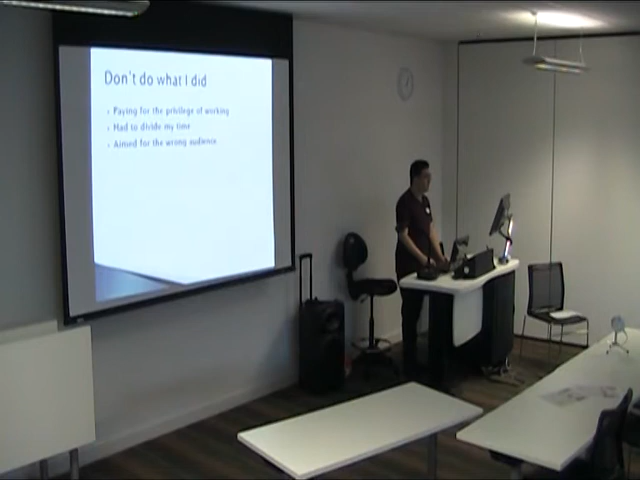 Don't do what I did
Paying for the privilege of working
Had to divide my time
Aimed for the wrong audience